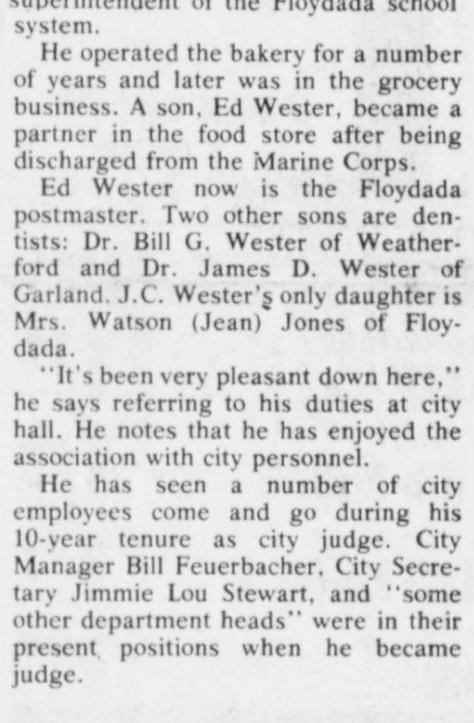 superintendent of the Floydada school
system.
He operated the bakery for a number
of years and later was in the grocery
business. A son, Ed Wester, became a
partner in the food store after being
discharged from the Marine Corps.
Ed Wester now is the Floydada
postmaster. Two other sons are den-
tists: Dr. Bill G. Wester of Weather-
ford and Dr. James D. Wester of
Garland. J.C. Wester's only daughter is
Mrs. Watson (Jean) Jones of Floy-
dada.
"It's been very pleasant down here,"
he says referring to his duties at city
hall. He notes that he has enjoyed the
association with city personnel.
He has seen a number of city
employees come and go during his
10-year tenure as city judge. City
Manager Bill Feuerbacher, City Secre-
tary Jimmie Lou Stewart, and "some
other department heads" were in their
present positions when he became
judge.